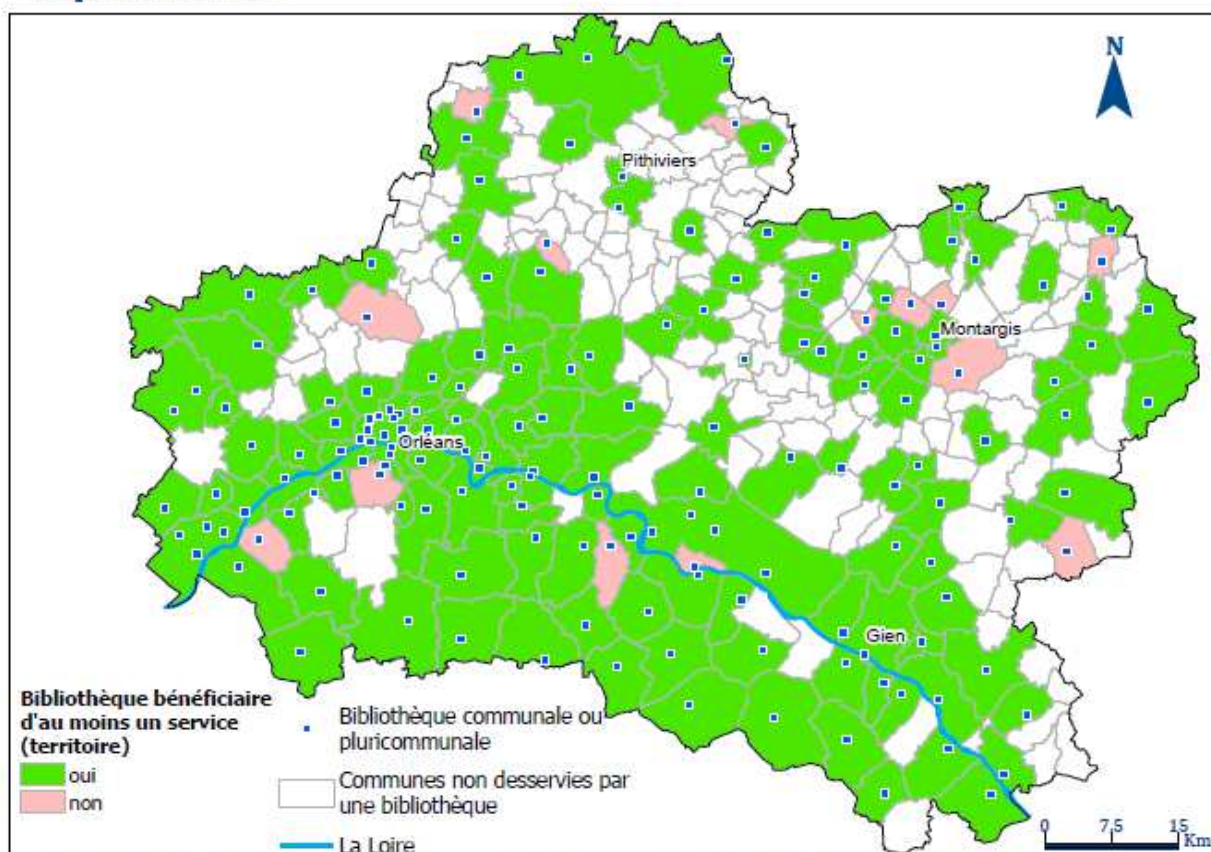 N
Pithiviers
Montargis
Orléans
Gien
Bibliothèque bénéficiaire
d'au moins un service
(territoire)
oui
non
Bibliothèque communale ou
pluricommunale
Communes non desservies par
une bibliothèque
La Loire
0 7,5 15
Km